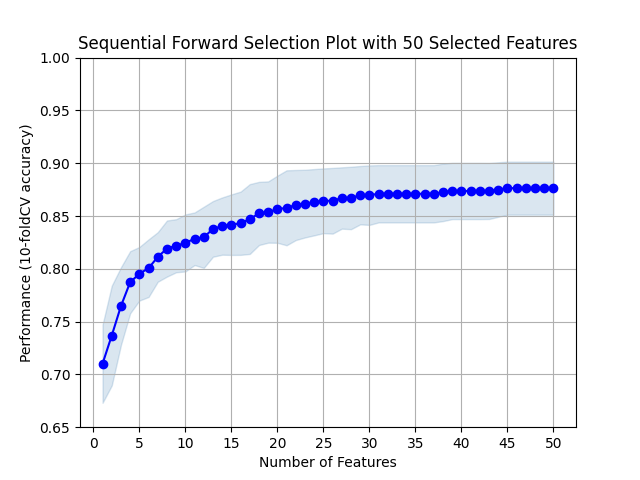 Sequential Forward Selection Plot with 50 Selected Features
1.00
0.95
0.90
0.85
0.80
0.75
0.70
0.65
Performance (10-foldCV accuracy)
0 5 10 15 20 25 30 35 40 45 50
Number of Features